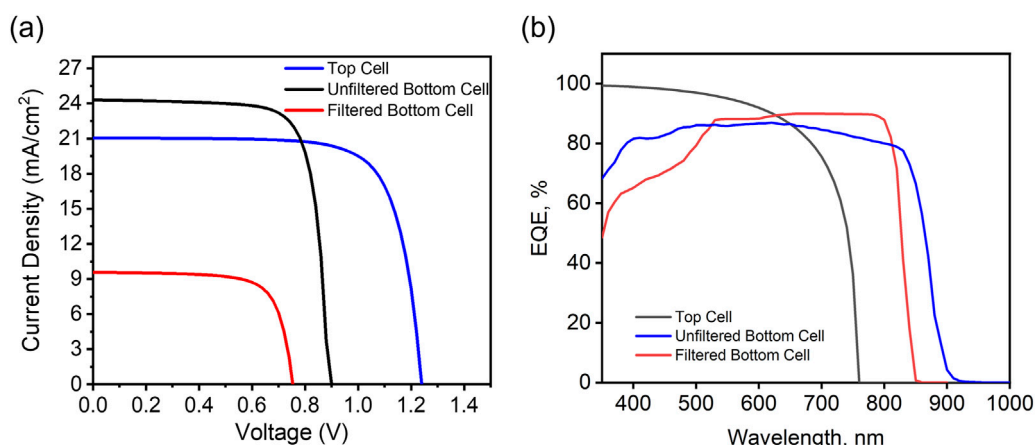 (a)
Current Density (mA/cm²)
27
24
21
18
15
12
9
6
3
0
Top Cell
Unfiltered Bottom Cell
Filtered Bottom Cell
0.0 0.2 0.4 0.6 0.8 1.0 1.2 1.4
Voltage (V)
(b)
EQE, %
100
80
60
40
20
0
Top Cell
Unfiltered Bottom Cell
Filtered Bottom Cell
400 500 600 700 800 900 1000
Wavelength, nm